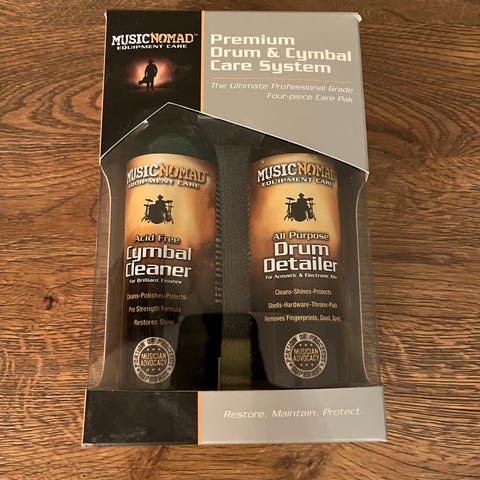 MUSICNOMAD™
EQUIPMENT CARE
Premium
Drum & Cymbal
Care System
The Ultimate Professional Grade
Four-piece Care Pak
MUSICNOMAD™
EQUIPMENT CARE
Acid Free
Cymbal
Cleaner
For Brilliant Finishes
Cleans-Polishes-Protects
Pro Strength Formula
Restores Shine
MUSICIAN
ADVOCACY
MUSICNOMAD
EQUIPMENT CARE
All Purpose
Drum
Detailer
For Acoustic & Electronic Kits
Cleans-Shines-Protects
Shells-Hardware-Throne-Pads
Removes Fingerprints, Dust, Spots
MUSICIAN
ADVOCACY
Restore. Maintain. Protect.
MUSICNOMAD